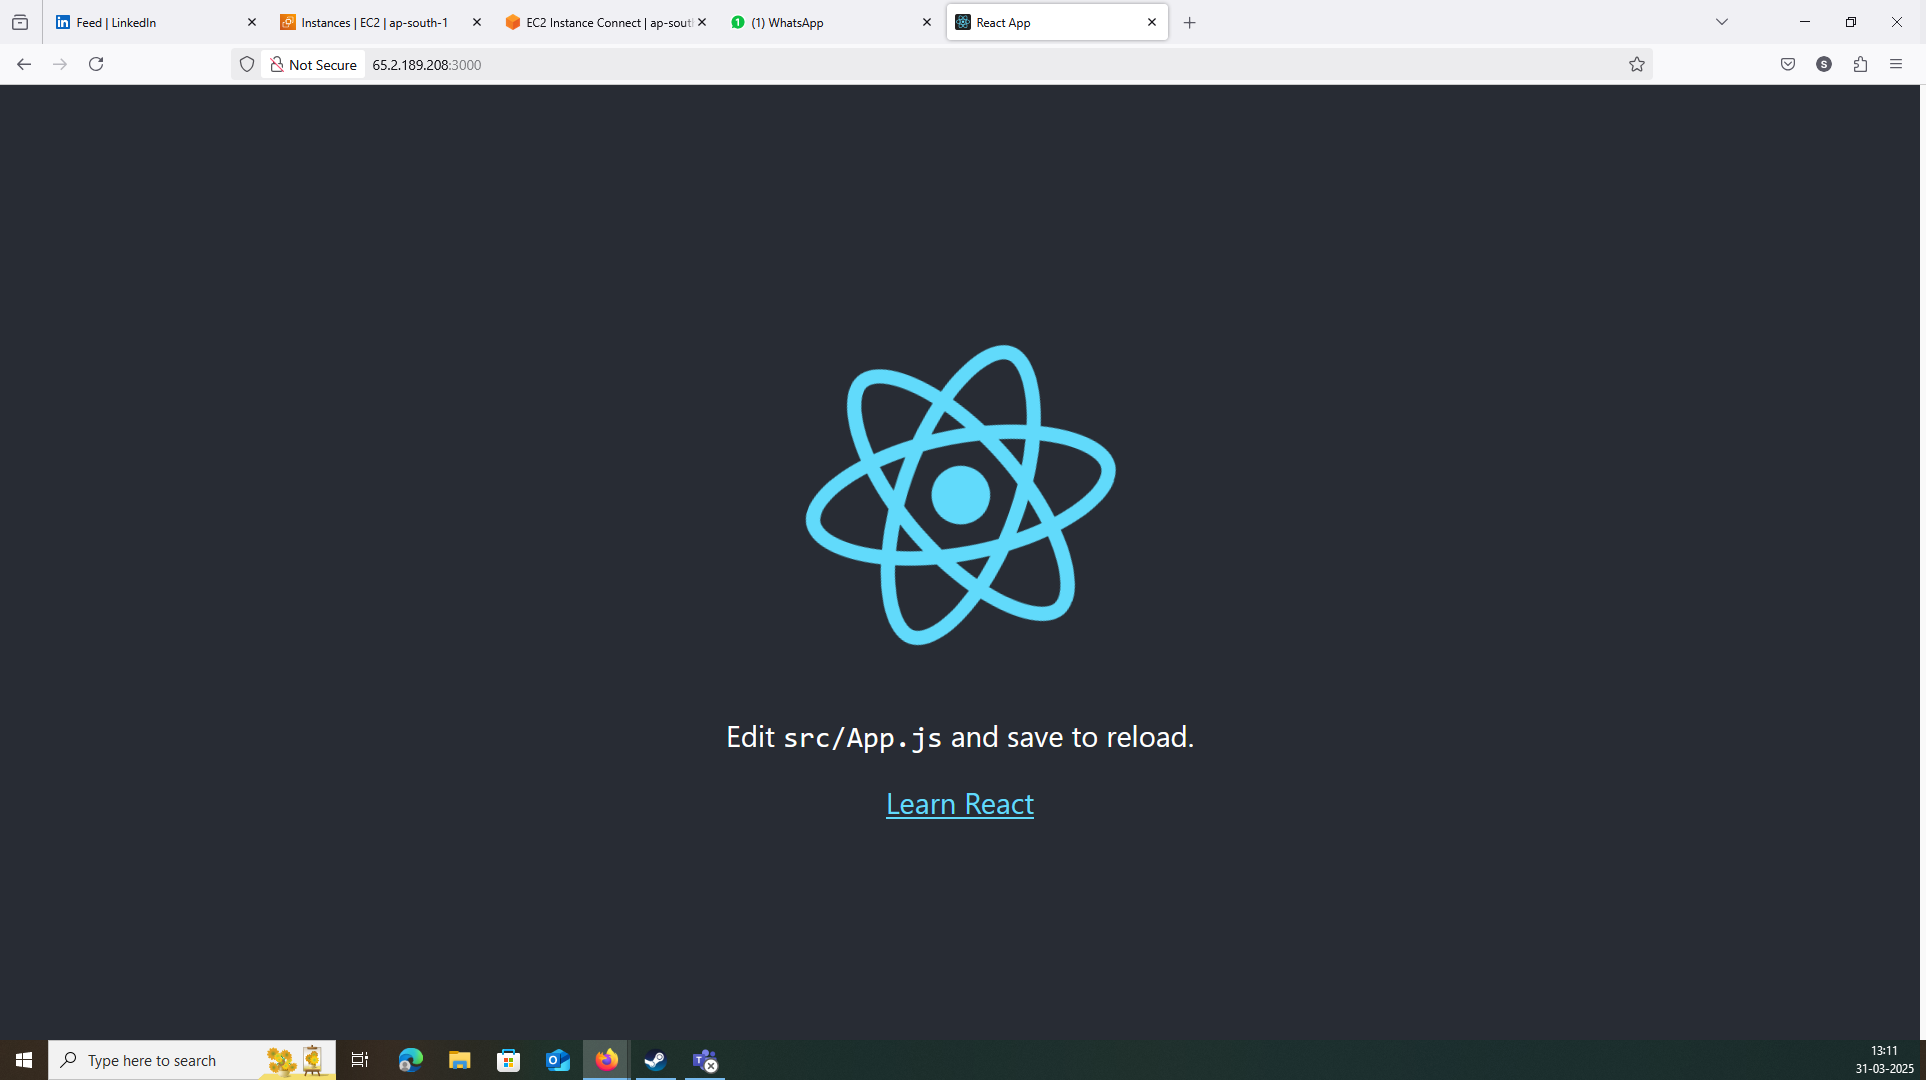 Feed | LinkedIn
Instances | EC2 | ap-south-1
EC2 Instance Connect | ap-sout
1
(1) WhatsApp
React App
Not Secure
65.2.189.208:3000
S
Edit src/App.js and save to reload.
Learn React
Type here to search
13:11
31-03-2025